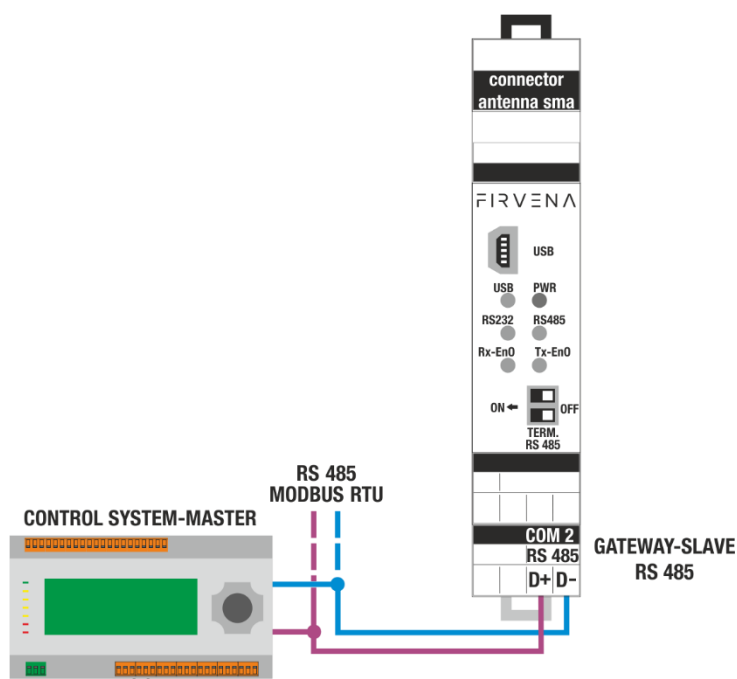 connector
antenna sma
FIRVENA
USB
USB PWR
RS232 RS485
Rx-EnO Tx-EnO
ON OFF
TERM.
RS 485
RS 485
MODBUS RTU
CONTROL SYSTEM-MASTER
COM 2
RS 485
D+ D-
GATEWAY-SLAVE
RS 485